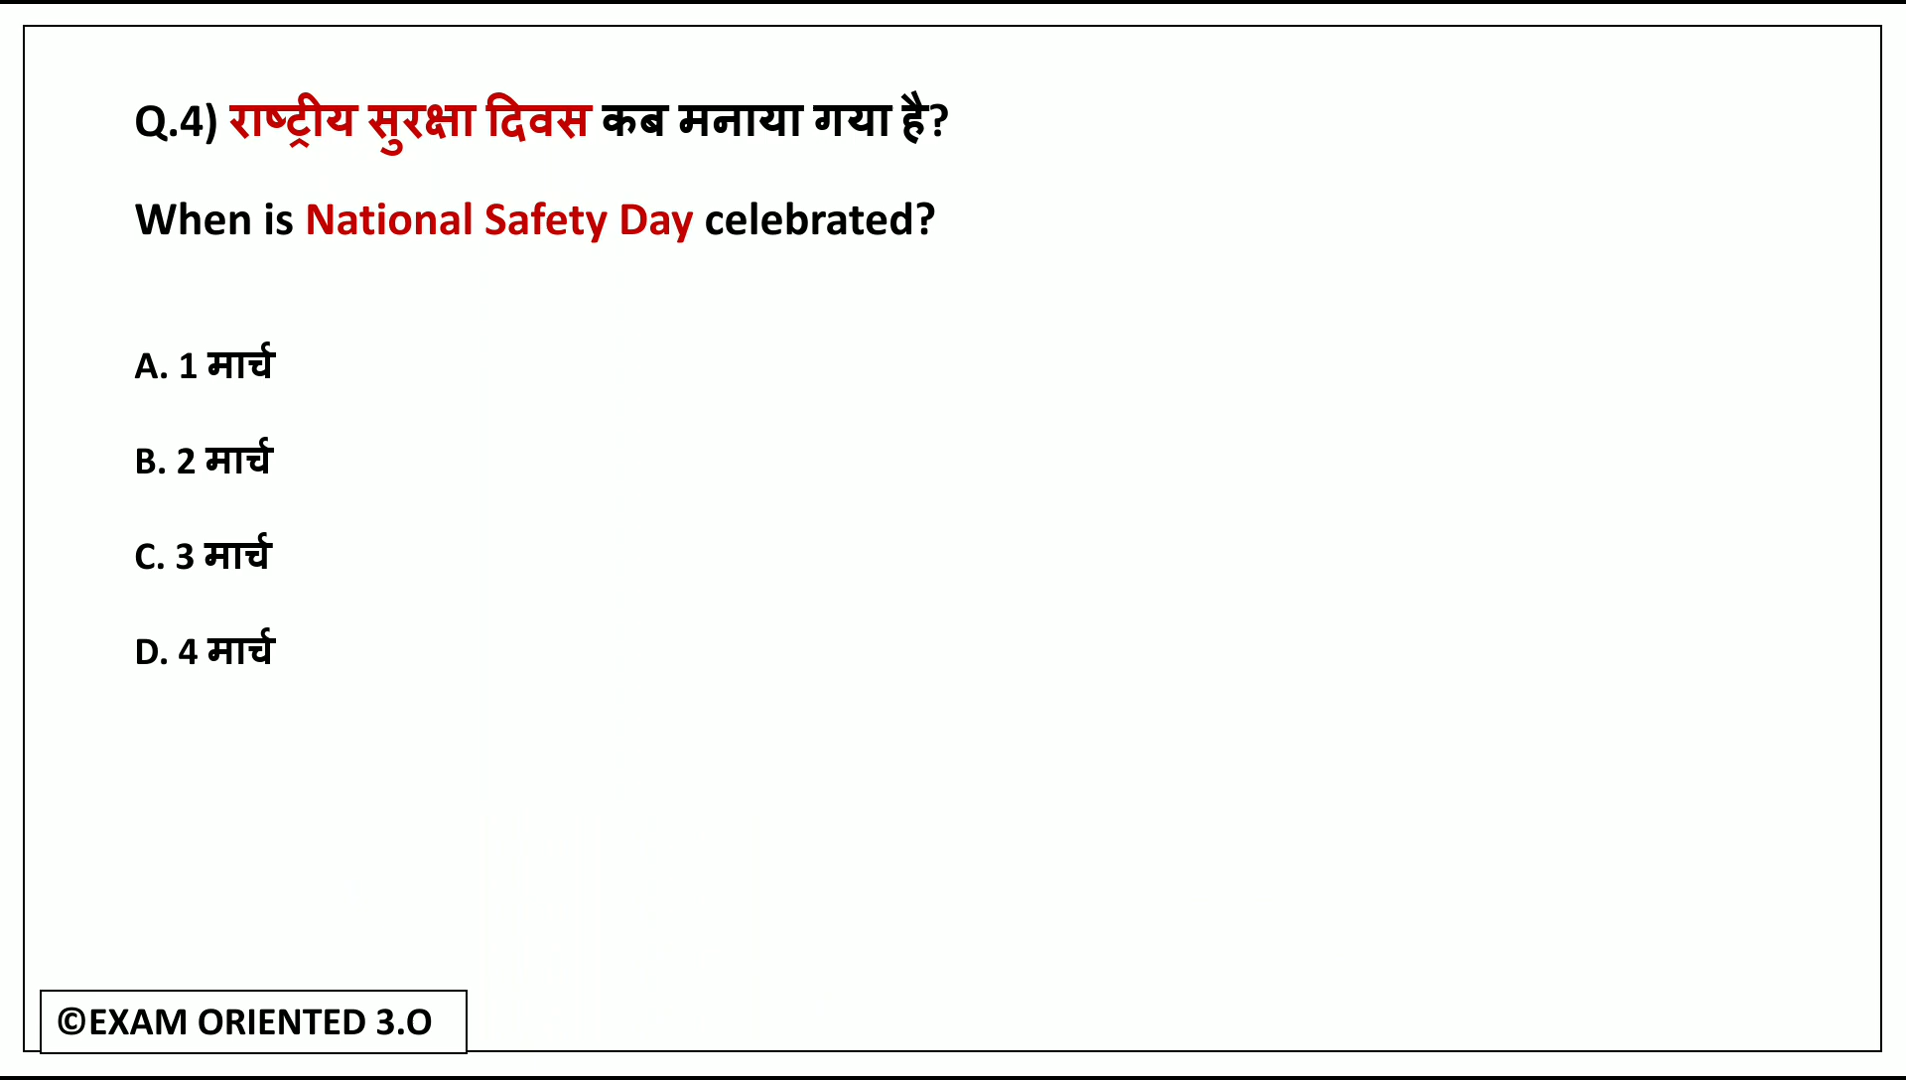 Q.4) राष्ट्रीय सुरक्षा दिवस कब मनाया गया है?
When is National Safety Day celebrated?
A. 1 मार्च
B. 2 मार्च
C. 3 मार्च
D. 4 मार्च
©EXAM ORIENTED 3.O